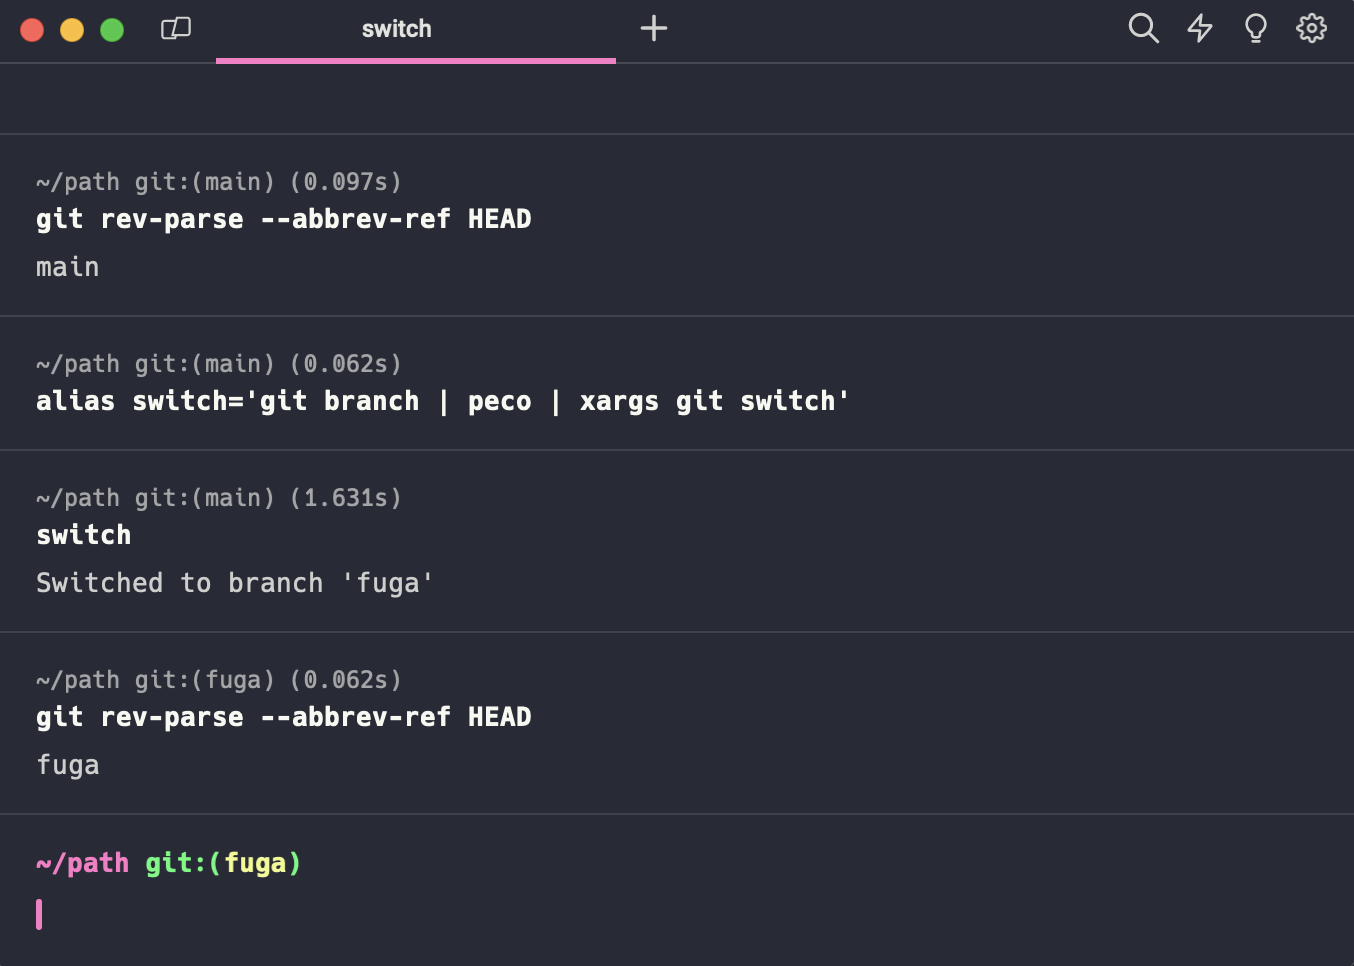 switch
~/path git:(main) (0.097s)
git rev-parse --abbrev-ref HEAD
main
~/path git:(main) (0.062s)
alias switch='git branch | peco | xargs git switch'
~/path git:(main) (1.631s)
switch
Switched to branch 'fuga'
~/path git:(fuga) (0.062s)
git rev-parse --abbrev-ref HEAD
fuga
~/path git:(fuga)